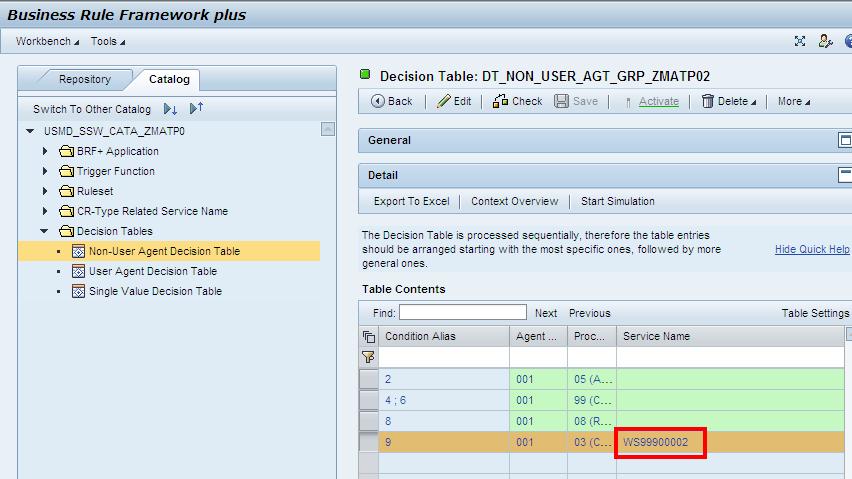 Business Rule Framework plus
Workbench Tools
Repository Catalog
Switch To Other Catalog
USMD_SSW_CATA_ZMATP0
BRF+ Application
Trigger Function
Ruleset
CR-Type Related Service Name
Decision Tables
Non-User Agent Decision Table
User Agent Decision Table
Single Value Decision Table
Decision Table: DT_NON_USER_AGT_GRP_ZMATP02
Back Edit Check Save Activate Delete More
General
Detail
Export To Excel Context Overview Start Simulation
The Decision Table is processed sequentially, therefore the table entries
should be arranged starting with the most specific ones, followed by more
general ones.
Hide Quick Help
Table Contents
Find: Next Previous Table Settings
Condition Alias Agent ... Proc... Service Name
2 001 05 (A...
4 ; 6 001 99 (C...
8 001 08 (R...
9 001 03 (C... WS99900002